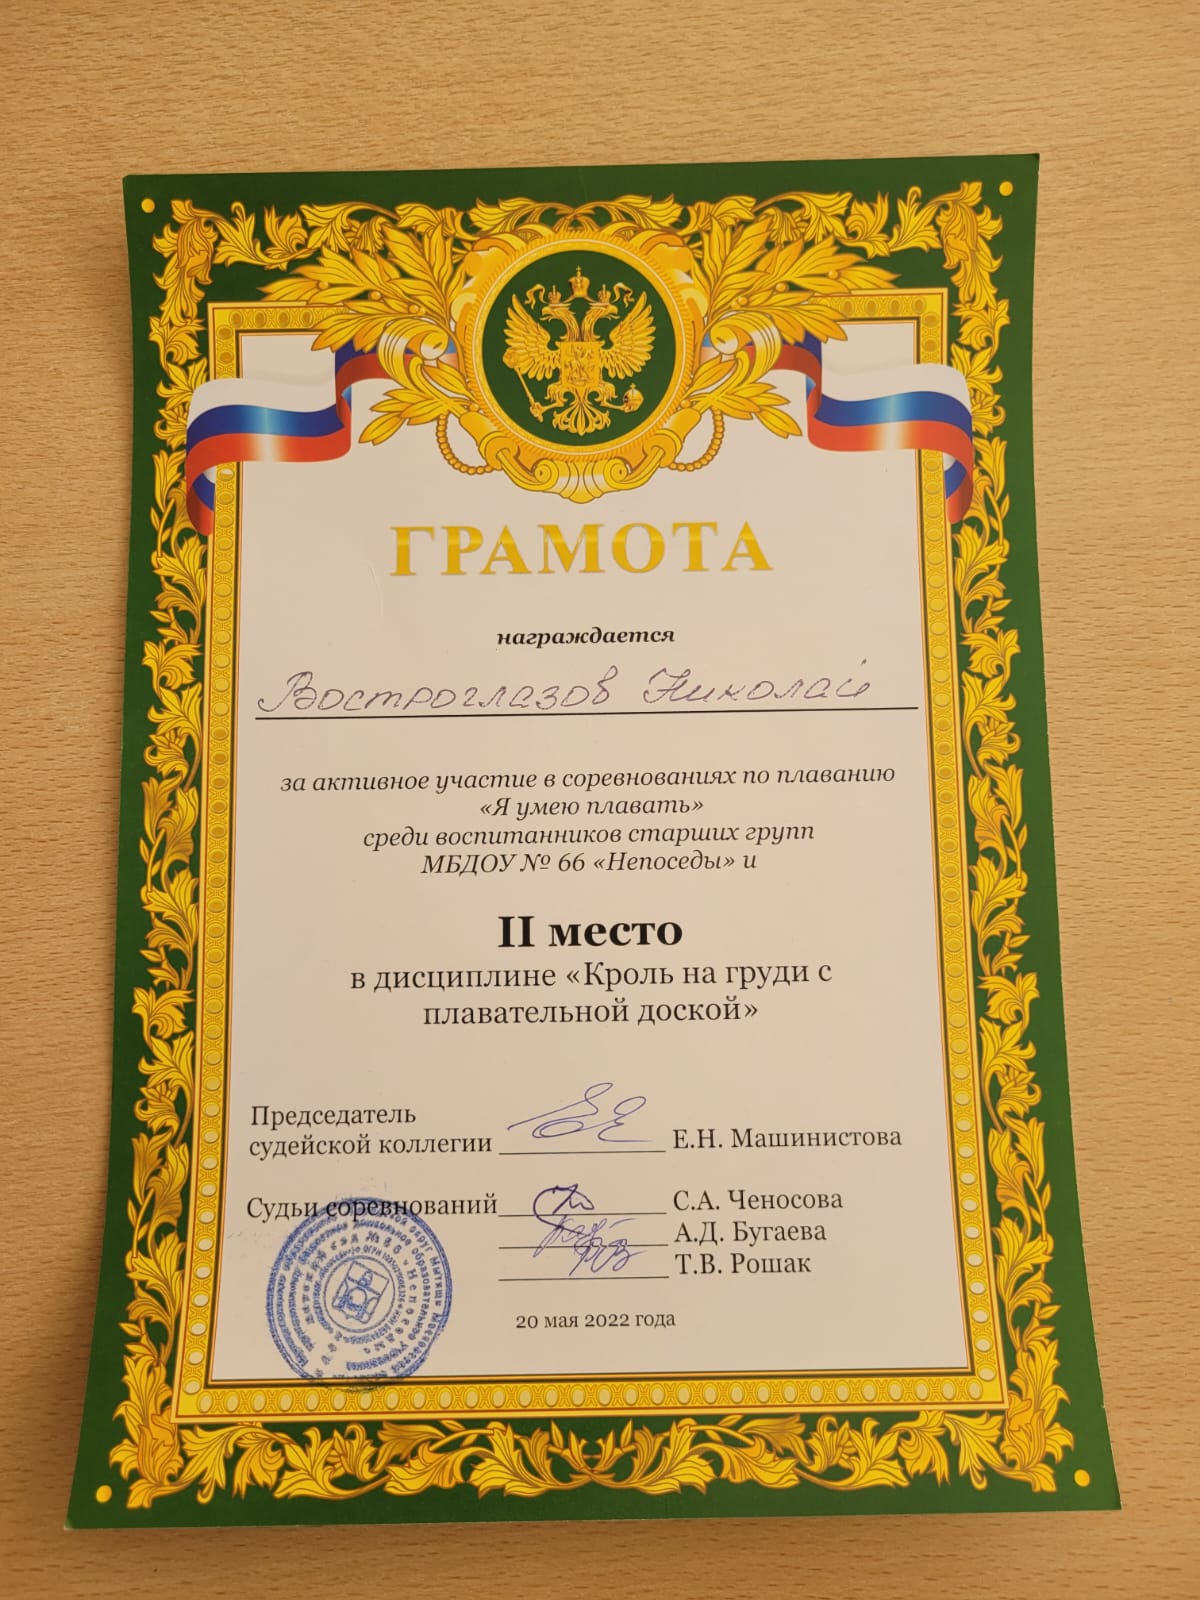 ГРАМОТА
награждается
Востроглазов Николай
за активное участие в соревнованиях по плаванию
«Я умею плавать»
среди воспитанников старших групп
МБДОУ № 66 «Непоседы» и
II место
в дисциплине «Кроль на груди с
плавательной доской»
Председатель
судейской коллегии Е.Н. Машинистова
Судьи соревнований С.А. Ченосова
А.Д. Бугаева
Т.В. Рошак
20 мая 2022 года